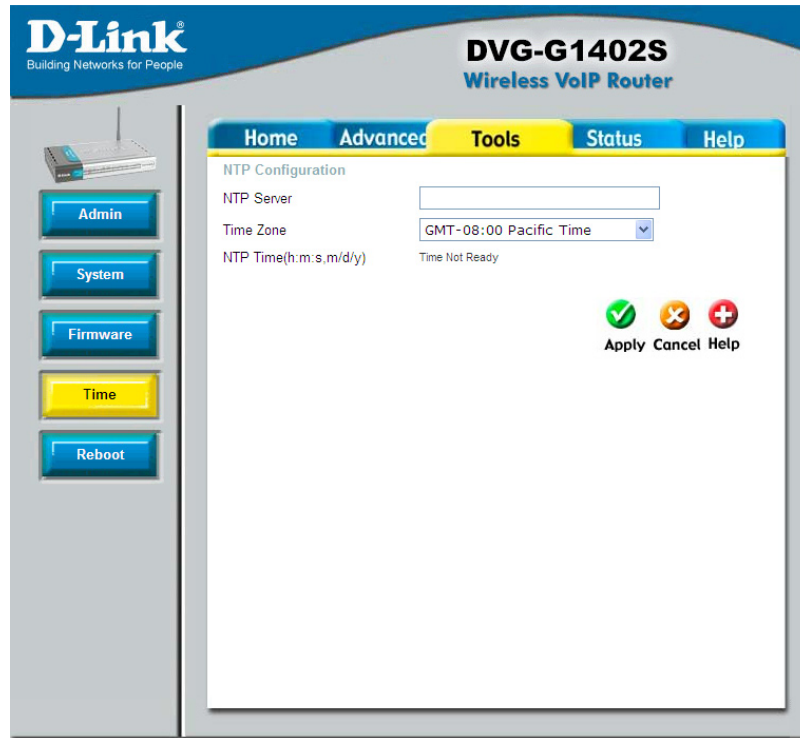 D-Link®
Building Networks for People
DVG-G1402S
Wireless VoIP Router
Home Advanced Tools Status Help
Admin
System
Firmware
Time
Reboot
NTP Configuration
NTP Server
Time Zone GMT-08:00 Pacific Time
NTP Time(h:m:s,m/d/y) Time Not Ready
Apply Cancel Help